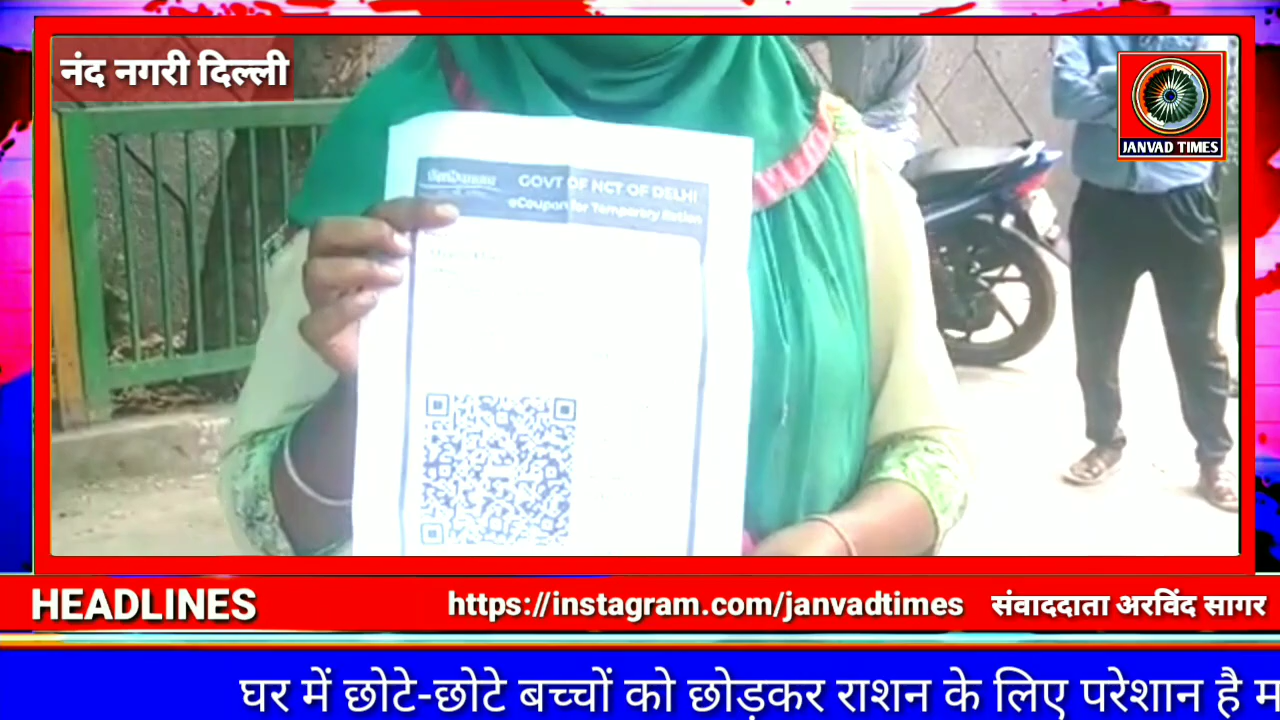 नंद नगरी दिल्ली
JANVAD TIMES
GOVT OF NCT OF DELHI
eCoupon for Temporary Ration
HEADLINES
https://instagram.com/janvadtimes
संवाददाता अरविंद सागर
घर में छोटे-छोटे बच्चों को छोड़कर राशन के लिए परेशान है म